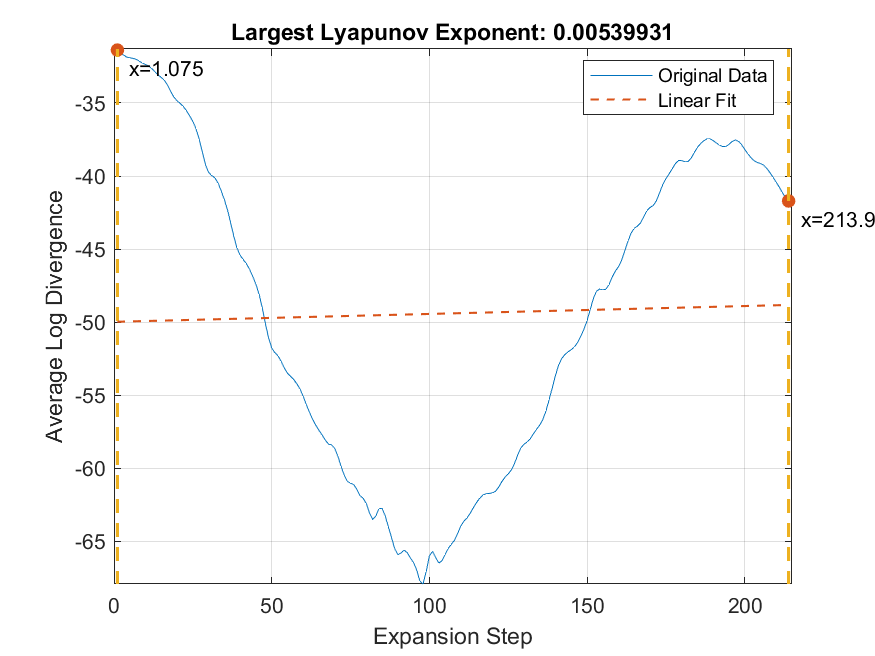 Largest Lyapunov Exponent: 0.00539931
x=1.075
Original Data
Linear Fit
x=213.9
-35
-40
-45
-50
-55
-60
-65
Average Log Divergence
0
50
100
150
200
Expansion Step